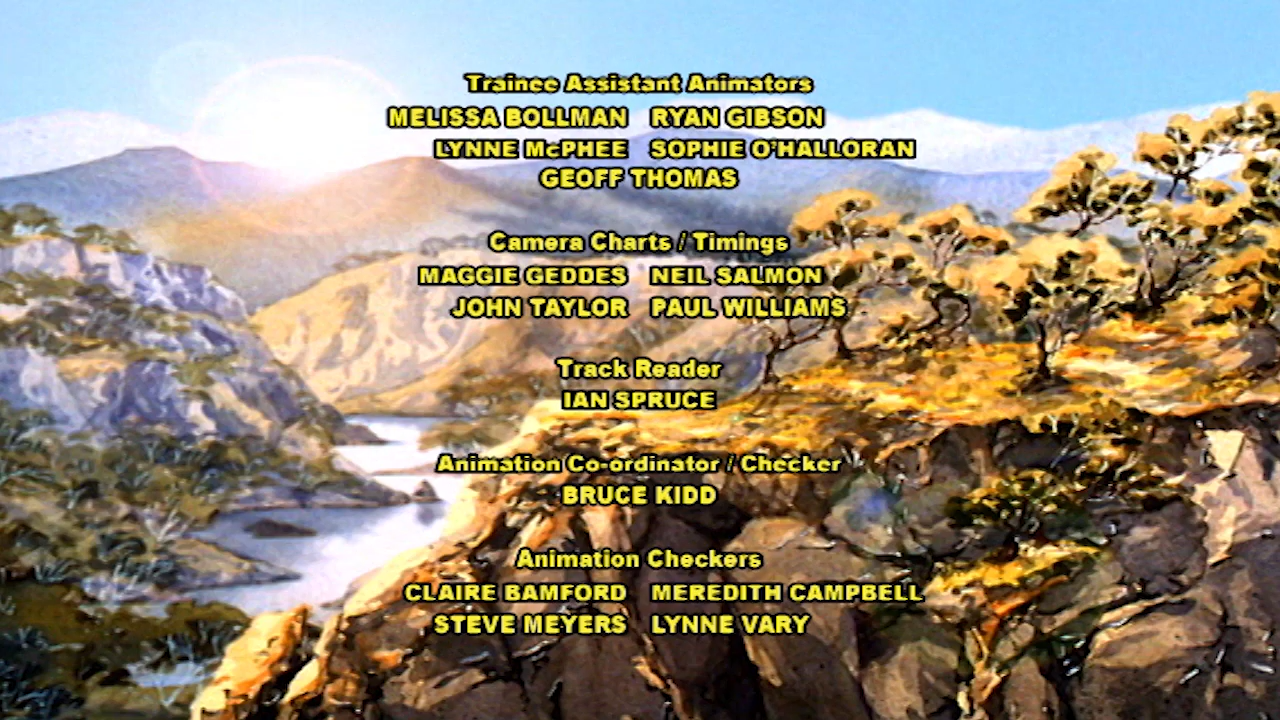 Trainee Assistant Animators
MELISSA BOLLMAN RYAN GIBSON
LYNNE McPHEE SOPHIE O'HALLORAN
GEOFF THOMAS
Camera Charts / Timings
MAGGIE GEDDES NEIL SALMON
JOHN TAYLOR PAUL WILLIAMS
Track Reader
IAN SPRUCE
Animation Co-ordinator / Checker
BRUCE KIDD
Animation Checkers
CLAIRE BAMFORD MEREDITH CAMPBELL
STEVE MEYERS LYNNE VARY